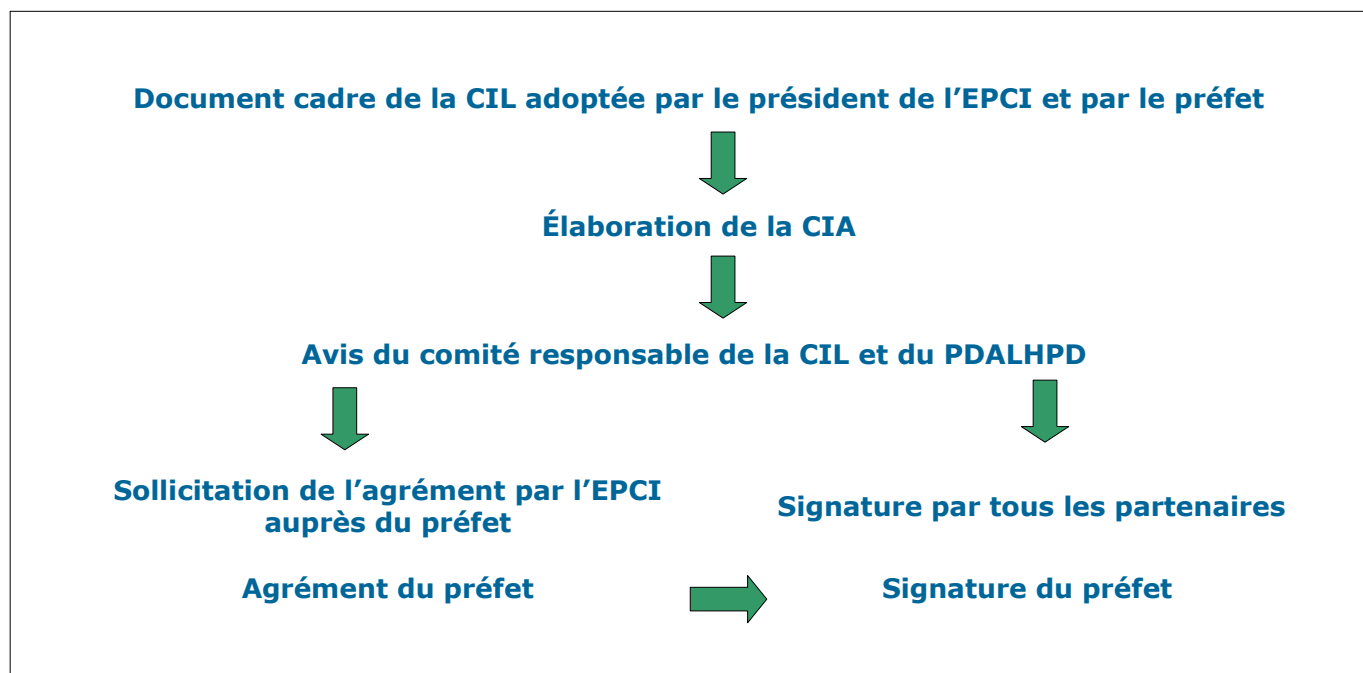 Document cadre de la CIL adoptée par le président de l’EPCI et par le préfet
Élaboration de la CIA
Avis du comité responsable de la CIL et du PDALHPD
Sollicitation de l’agrément par l’EPCI
auprès du préfet
Signature par tous les partenaires
Agrément du préfet
Signature du préfet